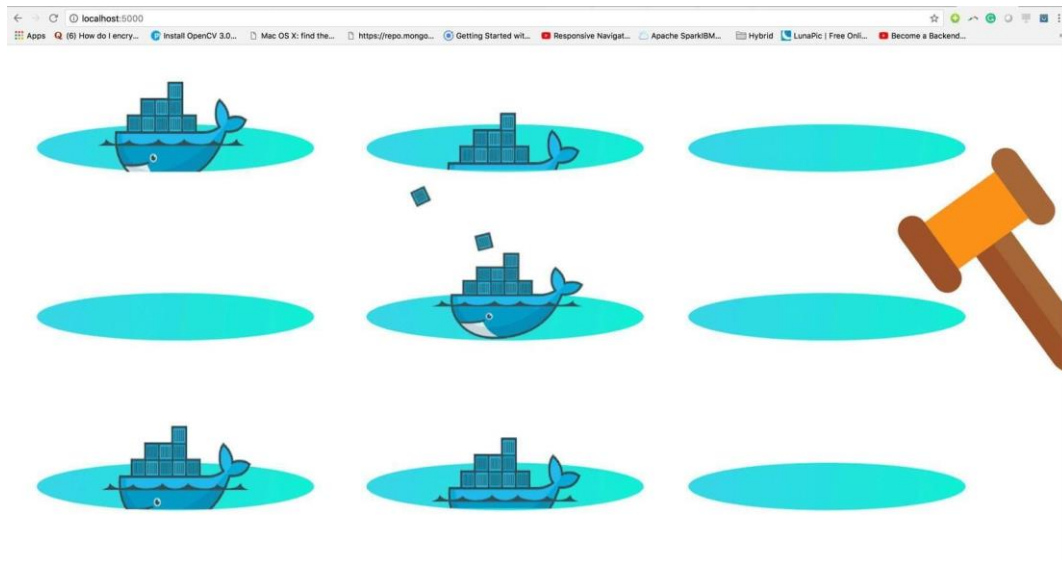 localhost:5000
Apps (6) How do I encry... Install OpenCV 3.0... Mac OS X: find the... https://repo.mongo... Getting Started wit... Responsive Navigat... Apache SparkIBM... Hybrid LunaPic | Free Onli... Become a Backend...